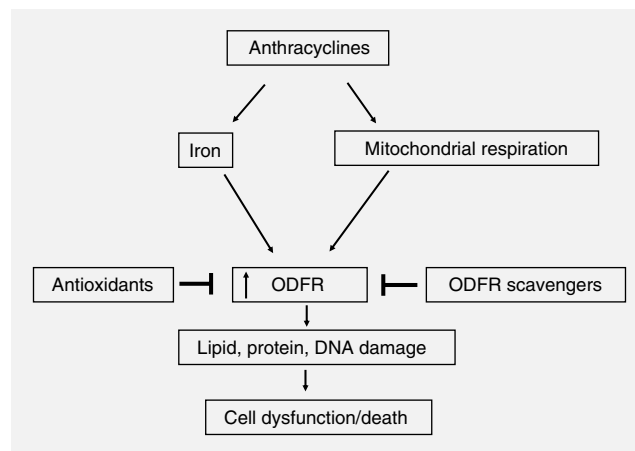 Anthracyclines
Iron
Mitochondrial respiration
Antioxidants
ODFR
ODFR scavengers
Lipid, protein, DNA damage
Cell dysfunction/death